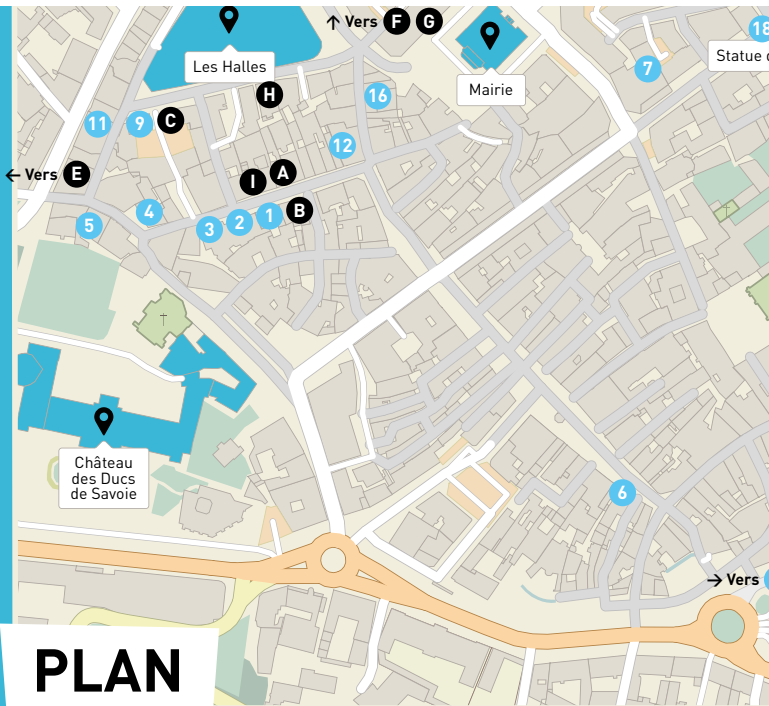 ↑ Vers F G
18
Les Halles
Statue d
7
Mairie
H
16
11
9
C
12
← Vers E
I
A
4
1
B
5
3
2
Château
des Ducs
de Savoie
6
→ Vers
PLAN